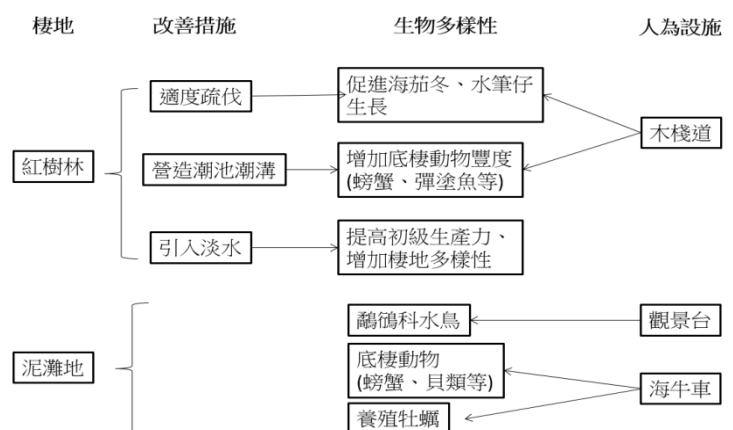 棲地 改善措施 生物多樣性 人為設施
適度疏伐
促進海茄冬、水筆仔
生長
木棧道
紅樹林
營造潮池潮溝
增加底棲動物豐度
(螃蟹、彈塗魚等)
引入淡水
提高初級生產力、
增加棲地多樣性
鷸鴴科水鳥
觀景台
泥灘地
底棲動物
(螃蟹、貝類等)
海牛車
養殖牡蠣